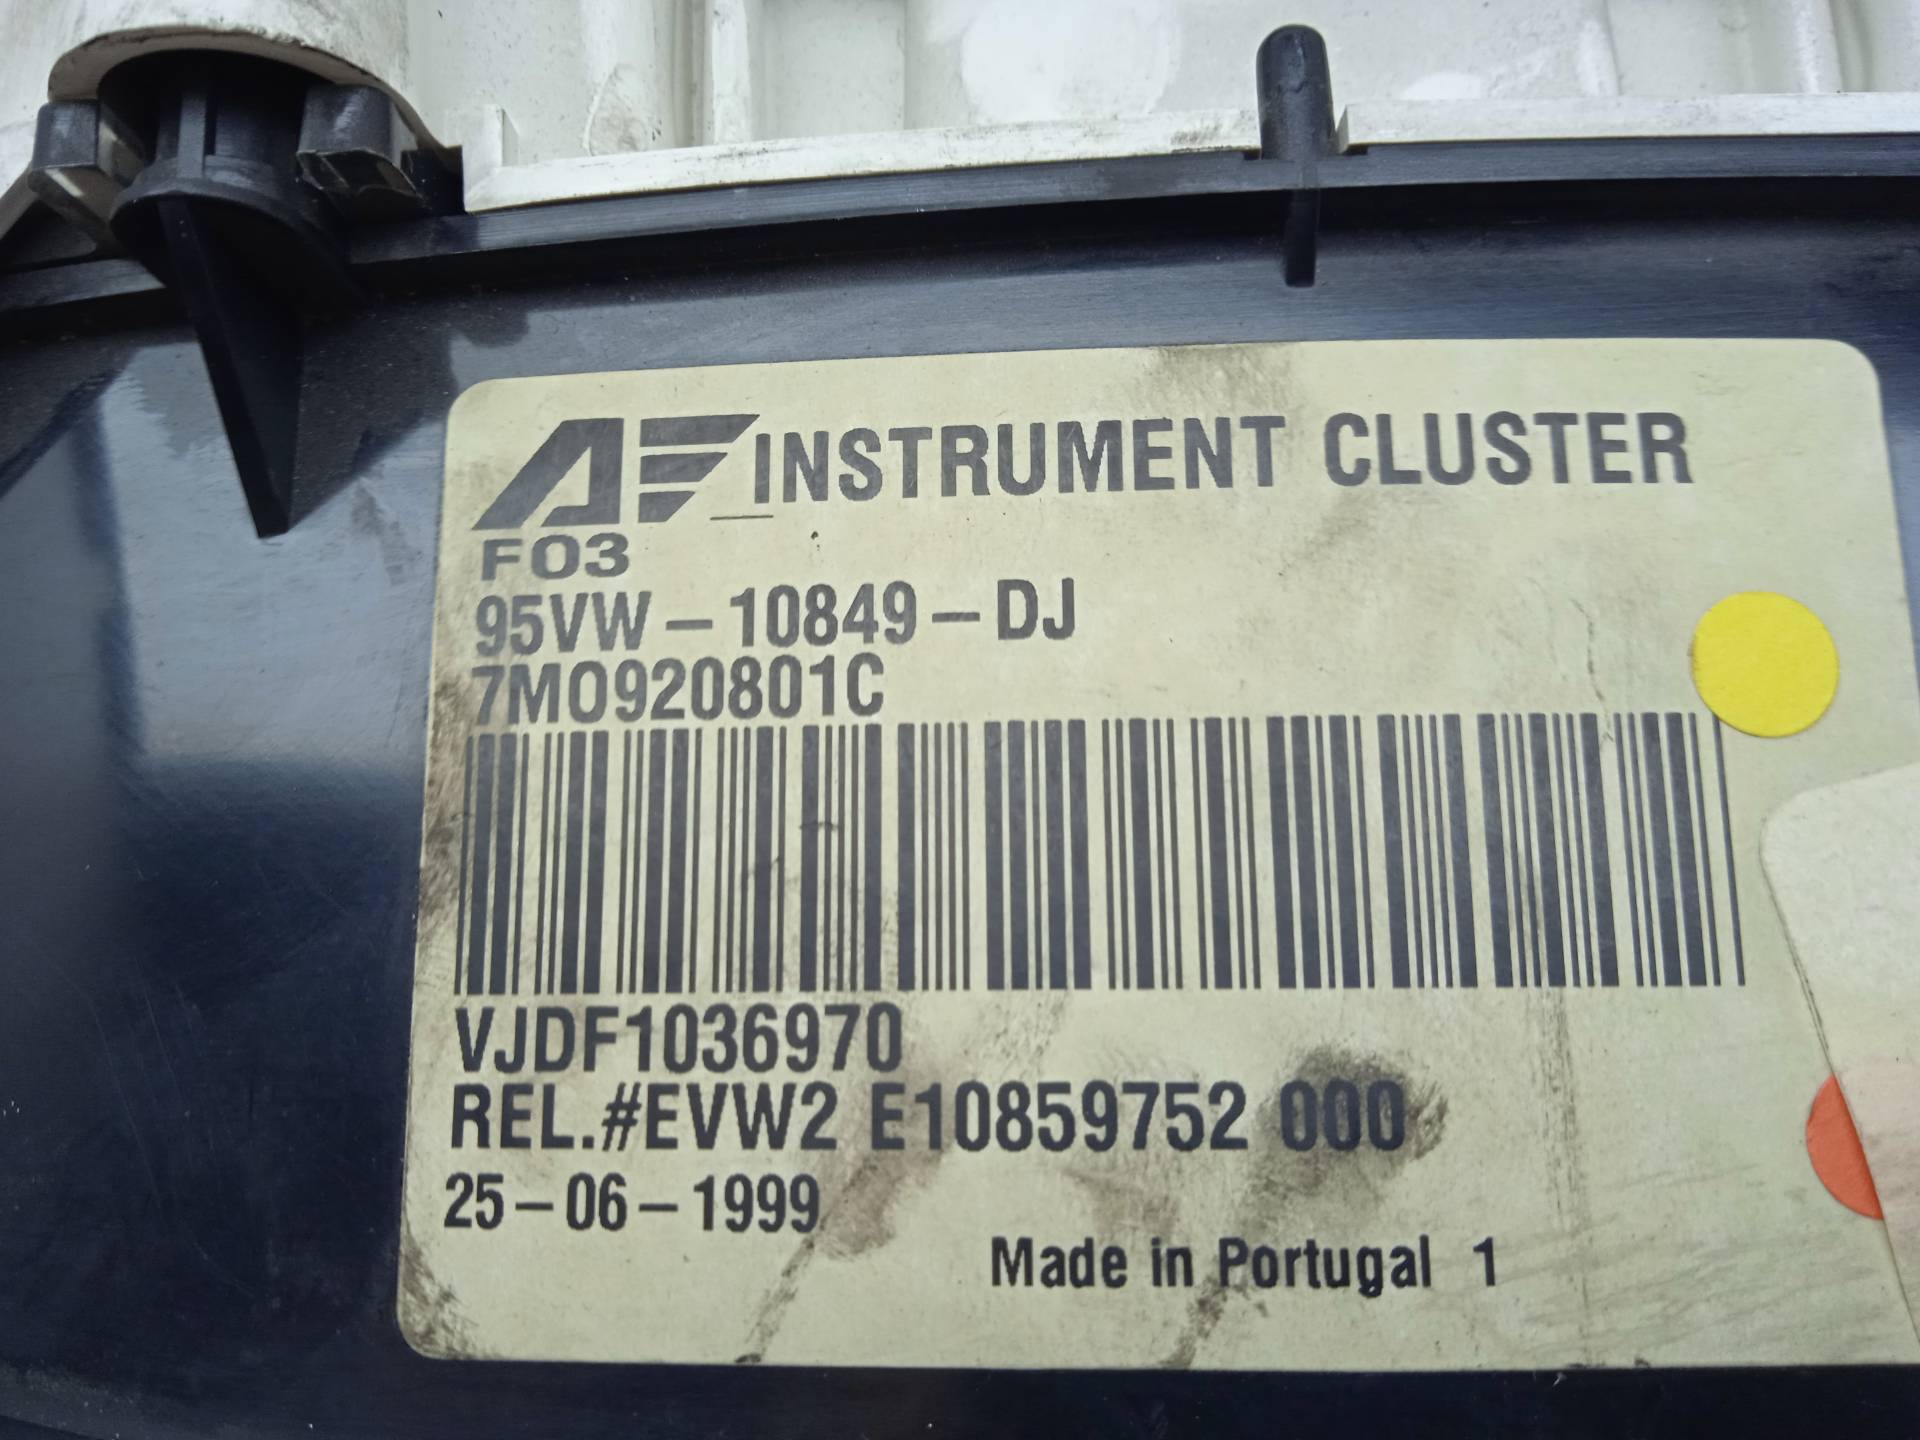 AF INSTRUMENT CLUSTER
F03
95VW-10849-DJ
7M0920801C
VJDF1036970
REL.#EVW2 E10859752 000
25-06-1999
Made in Portugal 1